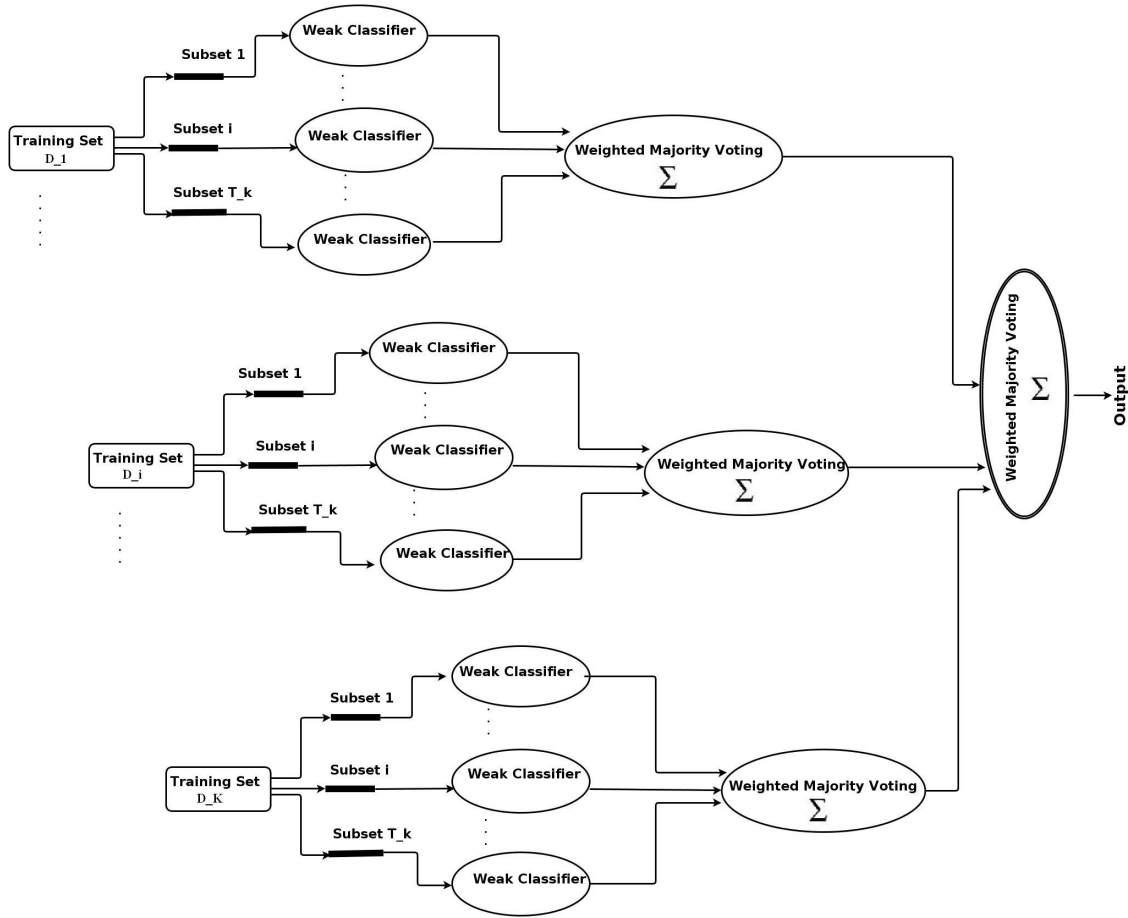 Weak Classifier
Subset 1
Subset i
Weak Classifier
Training Set
D_1
Weighted Majority Voting
Σ
Subset T_k
Weak Classifier
Weak Classifier
Subset 1
Subset i
Weak Classifier
Training Set
D_i
Weighted Majority Voting
Σ
Subset T_k
Weak Classifier
Weighted Majority Voting
Σ
Output
Weak Classifier
Subset 1
Subset i
Weak Classifier
Training Set
D_K
Weighted Majority Voting
Σ
Subset T_k
Weak Classifier